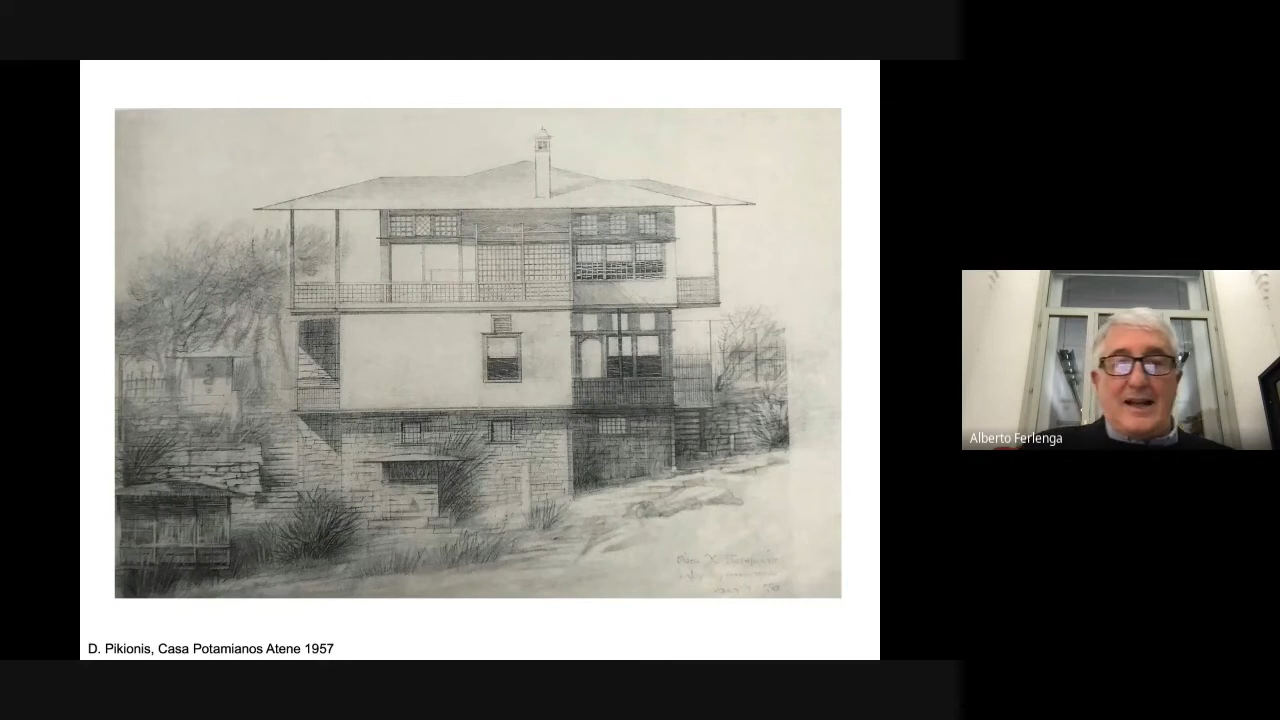 D. Pikionis, Casa Potamianos Atene 1957
Alberto Ferlenga